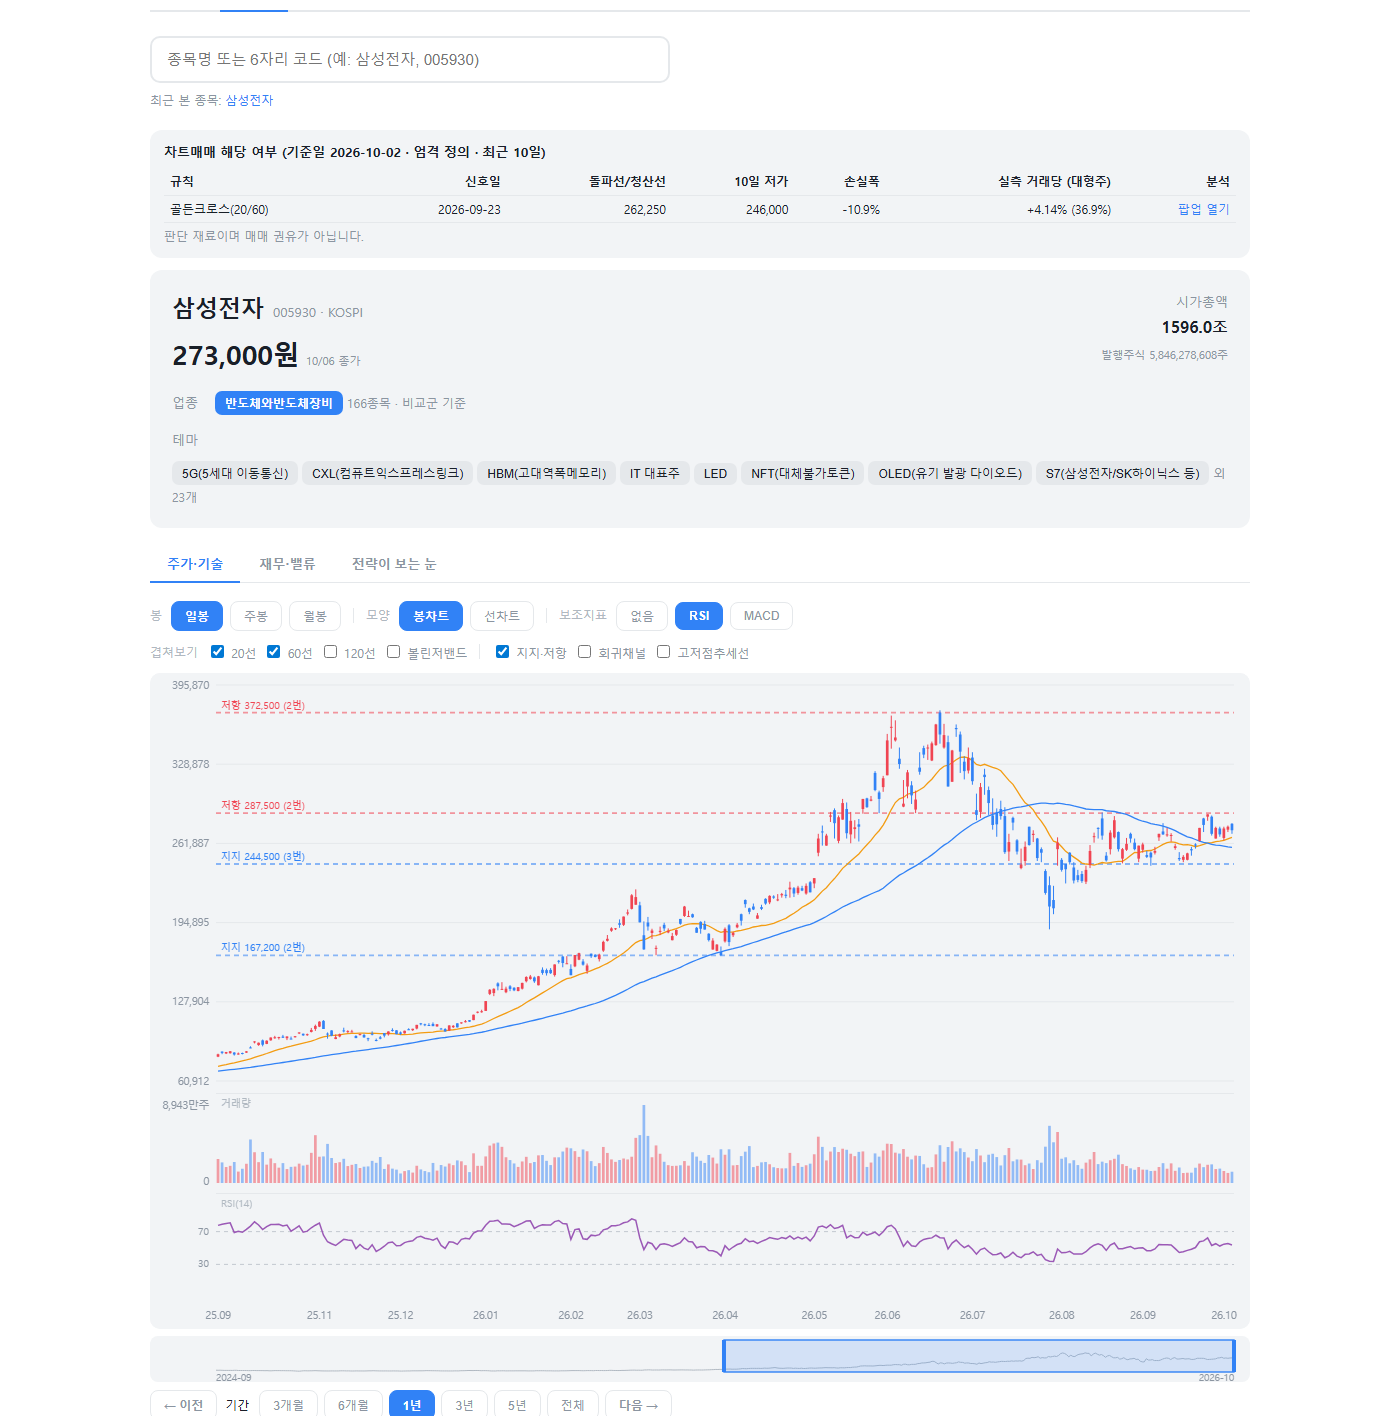 종목명 또는 6자리 코드 (예: 삼성전자, 005930)
최근 본 종목: 삼성전자
차트매매 해당 여부 (기준일 2026-10-02 · 엄격 정의 · 최근 10일)
규칙 신호일 돌파선/청산선 10일 저가 손실폭 실측 거래당 (대형주) 분석
골든크로스(20/60) 2026-09-23 262,250 246,000 -10.9% +4.14% (36.9%) 팝업 열기
판단 재료이며 매매 권유가 아닙니다.
삼성전자 005930 · KOSPI
시가총액
1596.0조
273,000원 10/06 종가
발행주식 5,846,278,608주
업종 반도체와반도체장비 166종목 · 비교군 기준
테마
5G(5세대 이동통신) CXL(컴퓨트익스프레스링크) HBM(고대역폭메모리) IT 대표주 LED NFT(대체불가토큰) OLED(유기 발광 다이오드) S7(삼성전자/SK하이닉스 등) 외
23개
주가·기술 재무·밸류 전략이 보는 눈
봉 일봉 주봉 월봉 모양 봉차트 선차트 보조지표 없음 RSI MACD
겹쳐보기 20선 60선 120선 볼린저밴드 지지·저항 회귀채널 고저점추세선
395,870
저항 372,500 (2번)
328,878
저항 287,500 (2번)
261,887
지지 244,500 (3번)
194,895
지지 167,200 (2번)
127,904
60,912
8,943만주 거래량
0
RSI(14)
70
30
25.09 25.11 25.12 26.01 26.02 26.03 26.04 26.05 26.06 26.07 26.08 26.09 26.10
2024-09 2026-10
← 이전 기간 3개월 6개월 1년 3년 5년 전체 다음 →